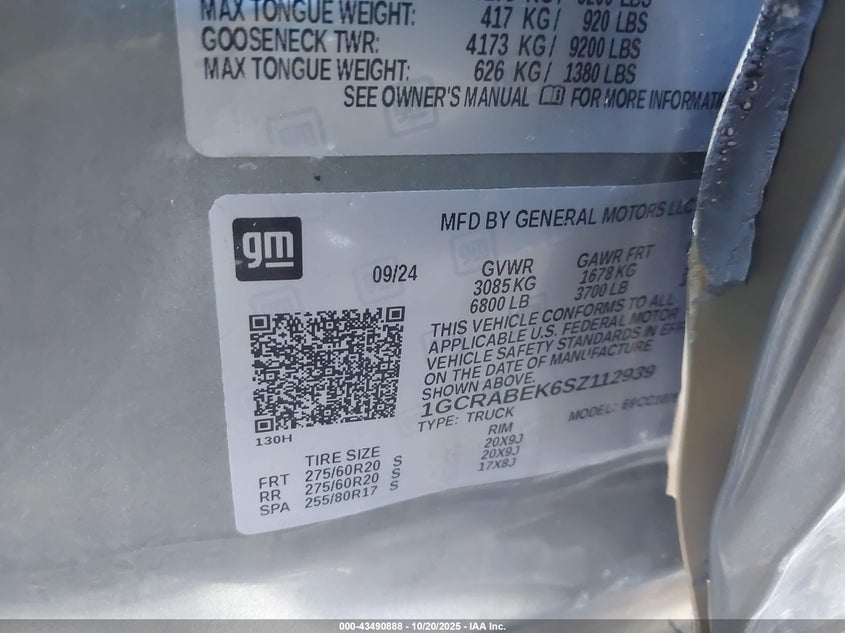 MAX TONGUE WEIGHT: 417 KG/ 920 LBS
GOOSENECK TWR: 4173 KG/ 9200 LBS
MAX TONGUE WEIGHT: 626 KG/ 1380 LBS
SEE OWNER'S MANUAL FOR MORE
gm
MFD BY GENERAL MOTORS LLC
09/24 GVWR GAWR FRT
3085 KG 1678 KG
6800 LB 3700 LB
THIS VEHICLE CONFORMS TO ALL
APPLICABLE U.S. FEDERAL MOTOR
VEHICLE SAFETY STANDARDS IN
ON THE DATE OF MANUFACTURE
SHOWN ABOVE.
1GCRABEK6SZ112939
TYPE: TRUCK MODEL:
130H
TIRE SIZE RIM
FRT 275/60R20 S 20X9J
RR 275/60R20 S 20X9J
SPA 255/80R17 S 17X8J
000-43490888 - 10/20/2025 - IAA Inc.